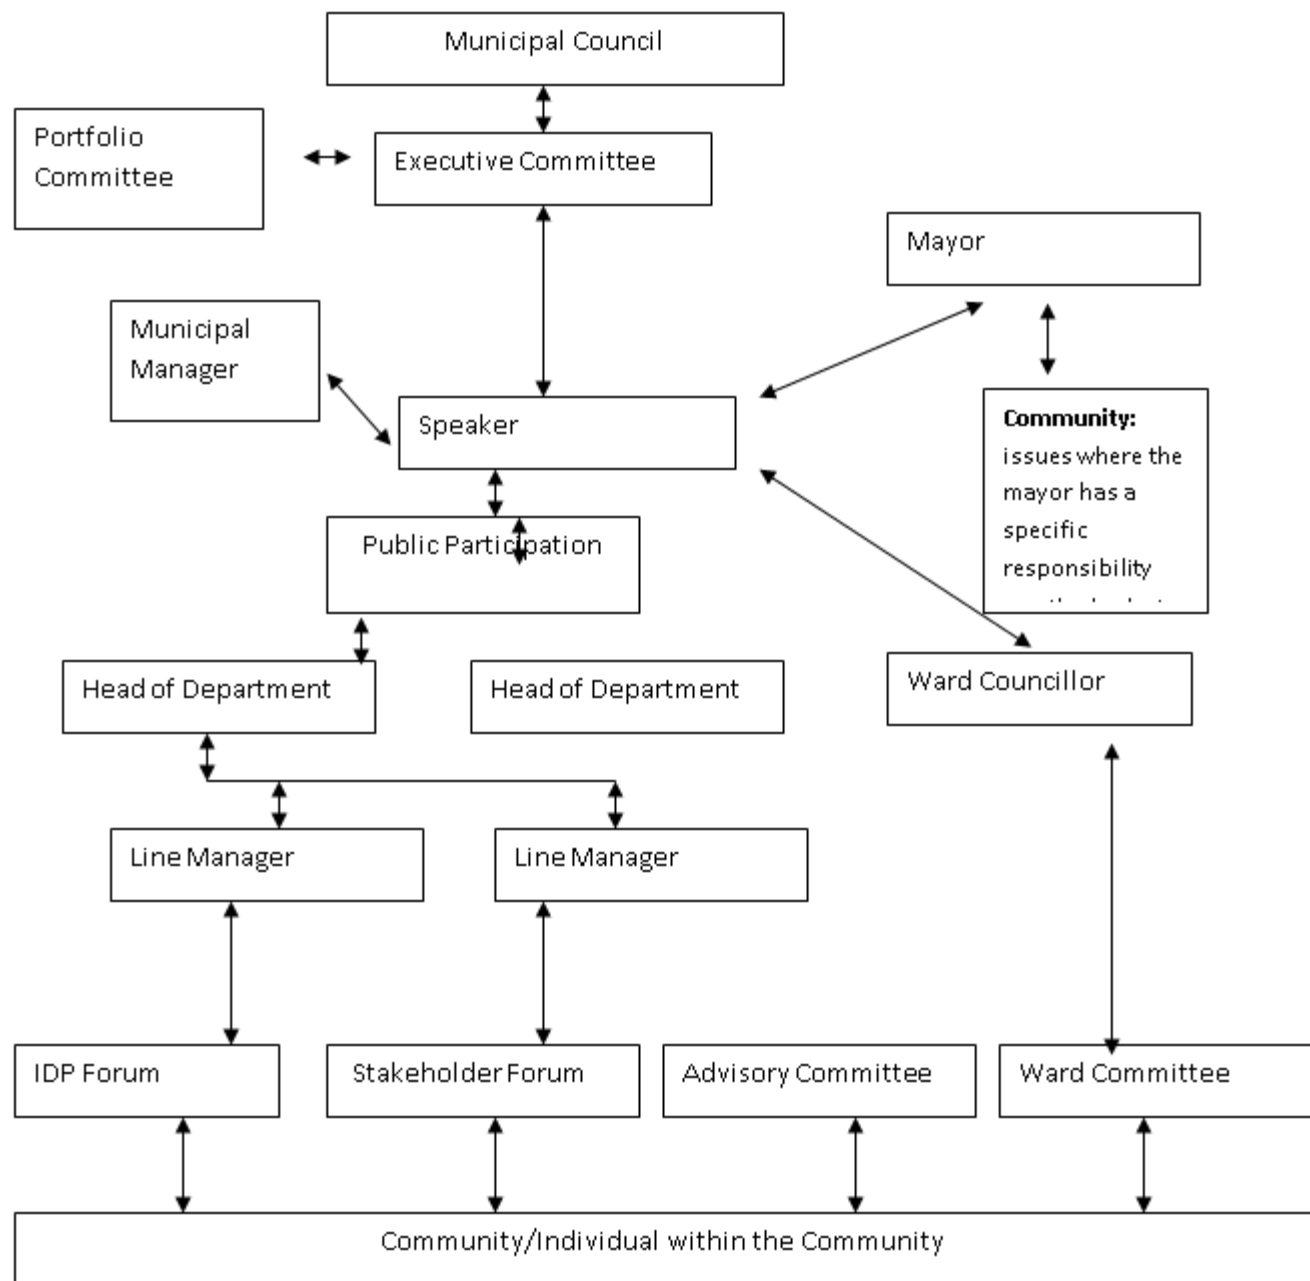 Municipal Council
Portfolio
Committee
Executive Committee
Mayor
Municipal
Manager
Speaker
Community:
issues where the
mayor has a
specific
responsibility
Public Participation
Head of Department
Head of Department
Ward Councillor
Line Manager
Line Manager
IDP Forum
Stakeholder Forum
Advisory Committee
Ward Committee
Community/Individual within the Community